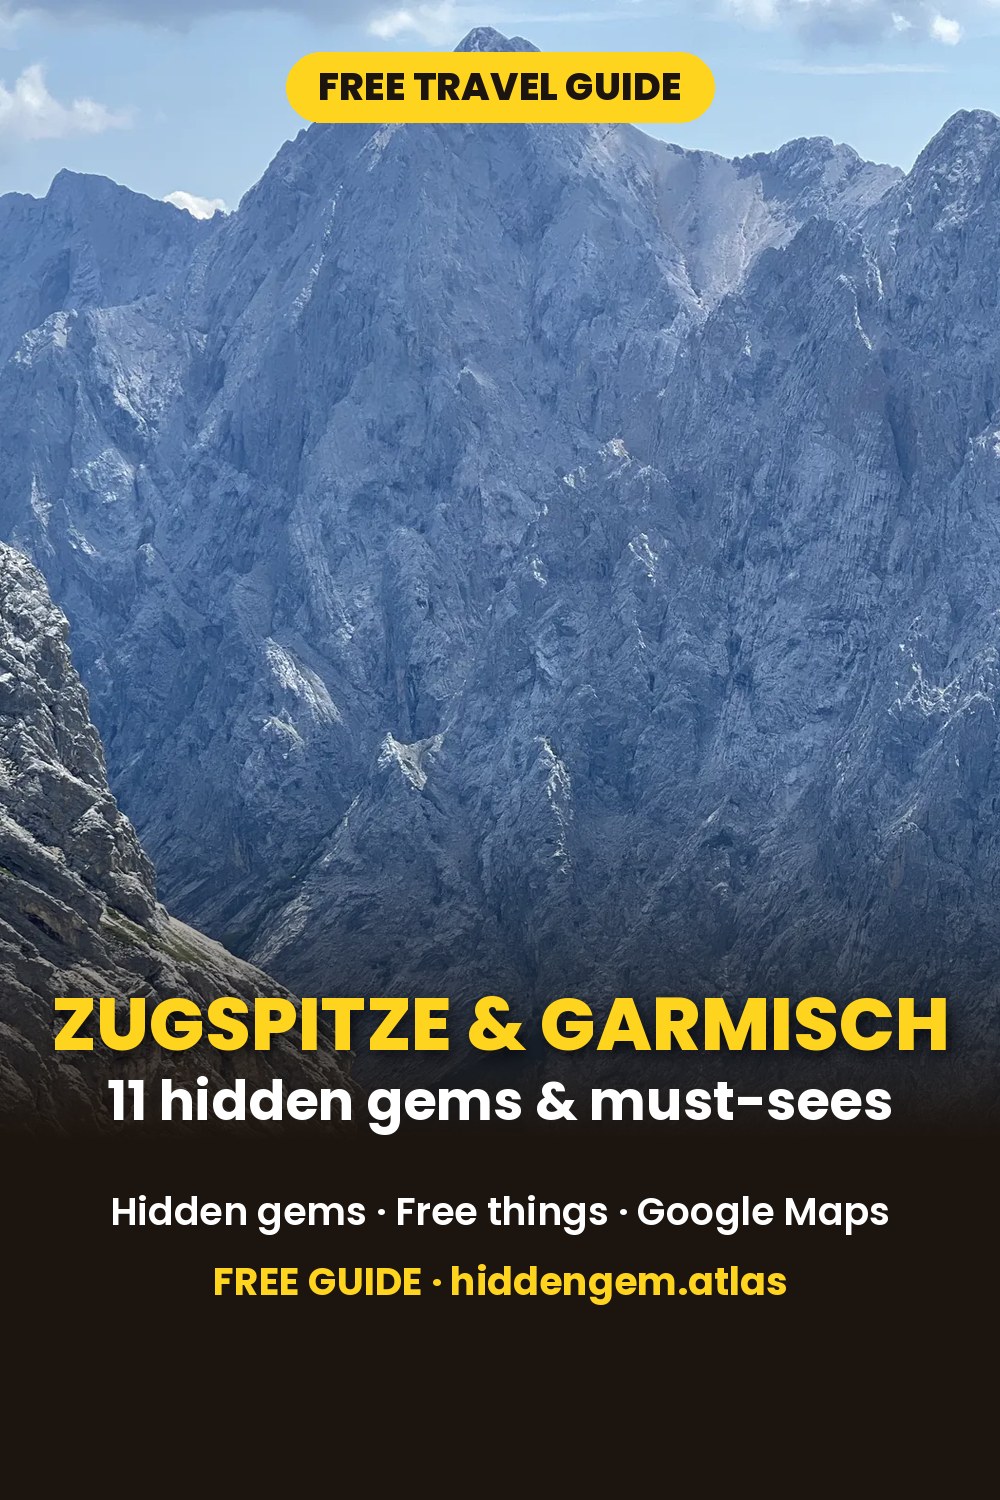 FREE TRAVEL GUIDE
ZUGSPITZE & GARMISCH
11 hidden gems & must-sees
Hidden gems · Free things · Google Maps
FREE GUIDE · hiddengem.atlas